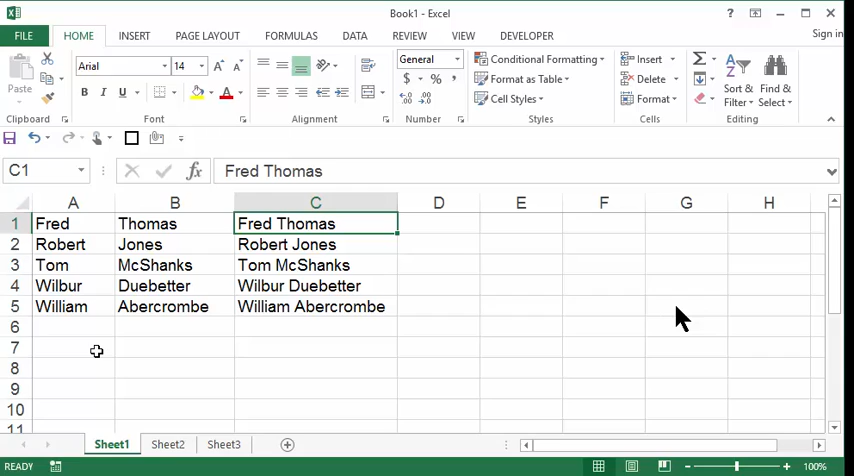 Book1 - Excel
?
FILE HOME INSERT PAGE LAYOUT FORMULAS DATA REVIEW VIEW DEVELOPER Sign in
Paste
Clipboard
Arial 14
B I U
Font
Alignment
General
$ % ,
Number
Conditional Formatting
Format as Table
Cell Styles
Styles
Insert
Delete
Format
Cells
Sort & Filter
Find & Select
Editing
C1 fx Fred Thomas
A B C D E F G H
1 Fred Thomas Fred Thomas
2 Robert Jones Robert Jones
3 Tom McShanks Tom McShanks
4 Wilbur Duebetter Wilbur Duebetter
5 William Abercrombe William Abercrombe
6
7
8
9
10
11
Sheet1 Sheet2 Sheet3
READY 100%